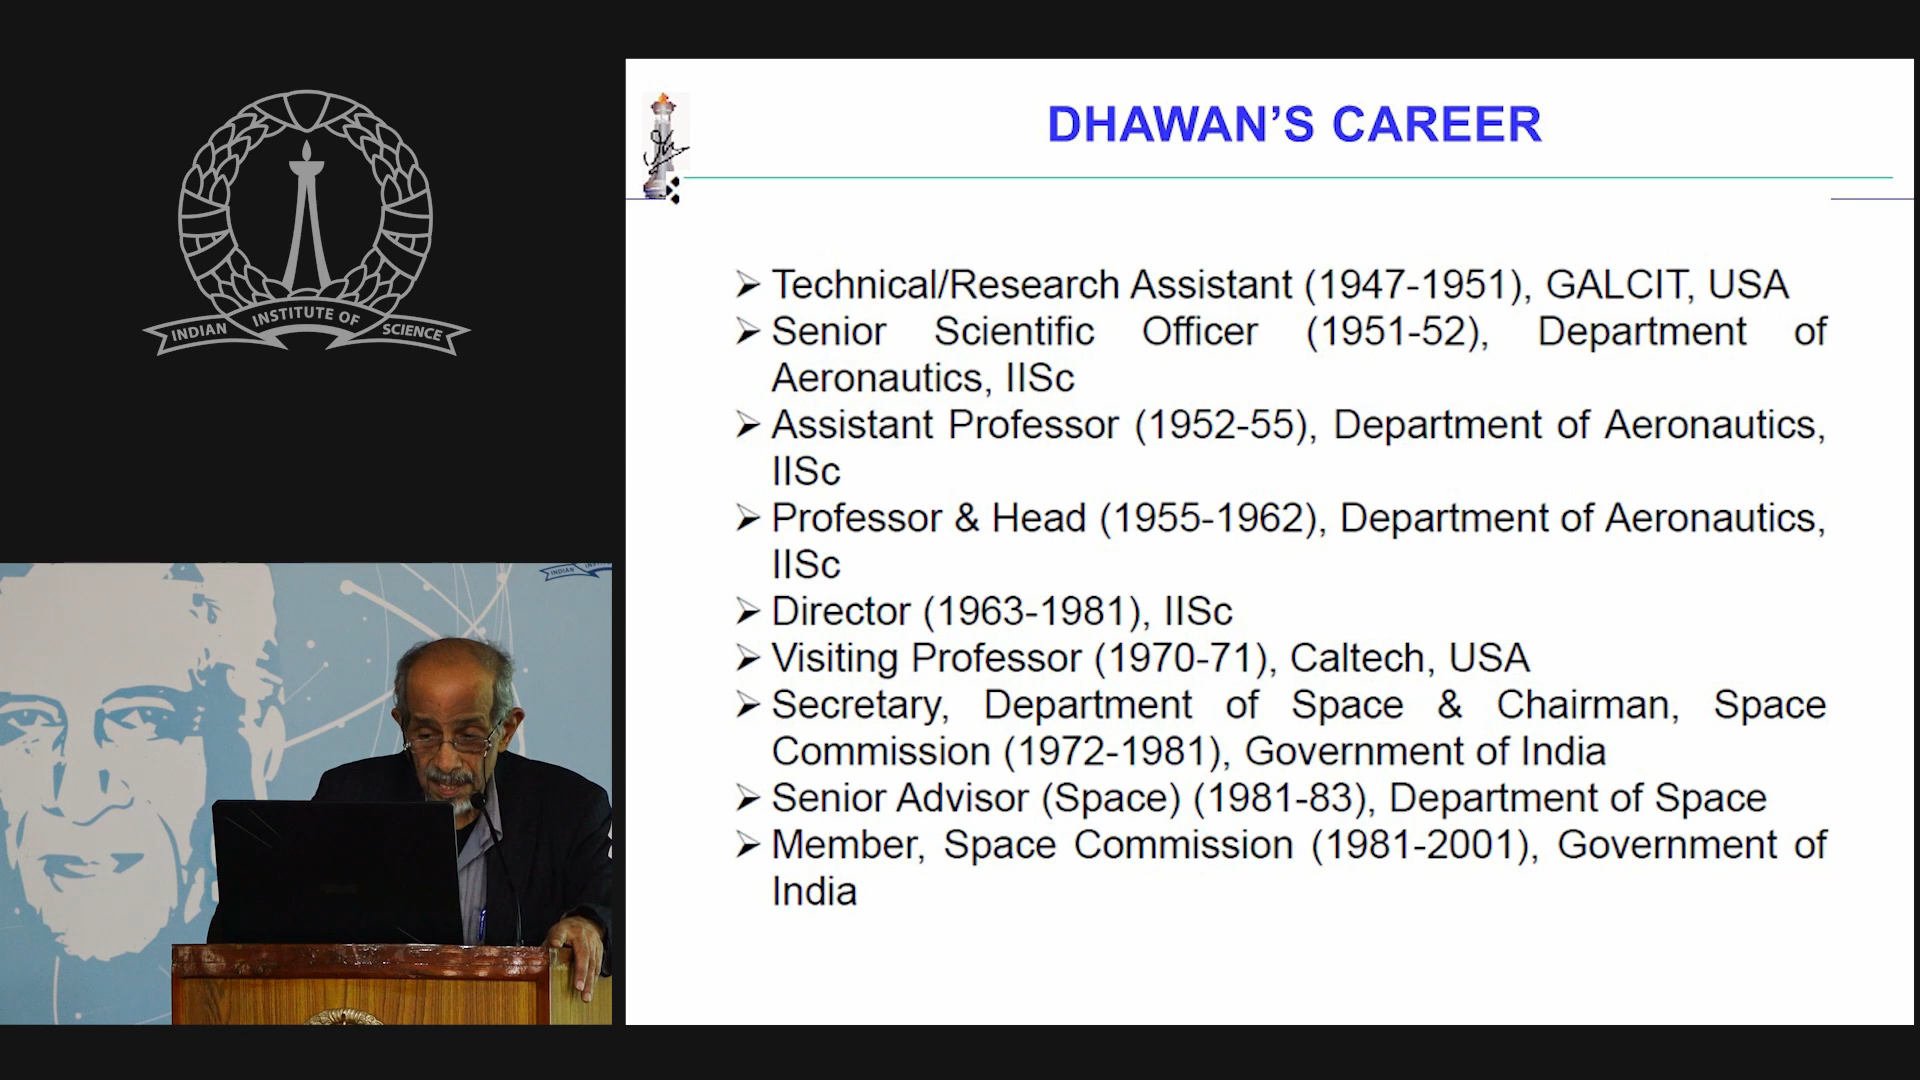 INDIAN INSTITUTE OF SCIENCE
DHAWAN'S CAREER
Technical/Research Assistant (1947-1951), GALCIT, USA
Senior Scientific Officer (1951-52), Department of
Aeronautics, IISc
Assistant Professor (1952-55), Department of Aeronautics,
IISc
Professor & Head (1955-1962), Department of Aeronautics,
IISc
Director (1963-1981), IISc
Visiting Professor (1970-71), Caltech, USA
Secretary, Department of Space & Chairman, Space
Commission (1972-1981), Government of India
Senior Advisor (Space) (1981-83), Department of Space
Member, Space Commission (1981-2001), Government of
India
INDIAN